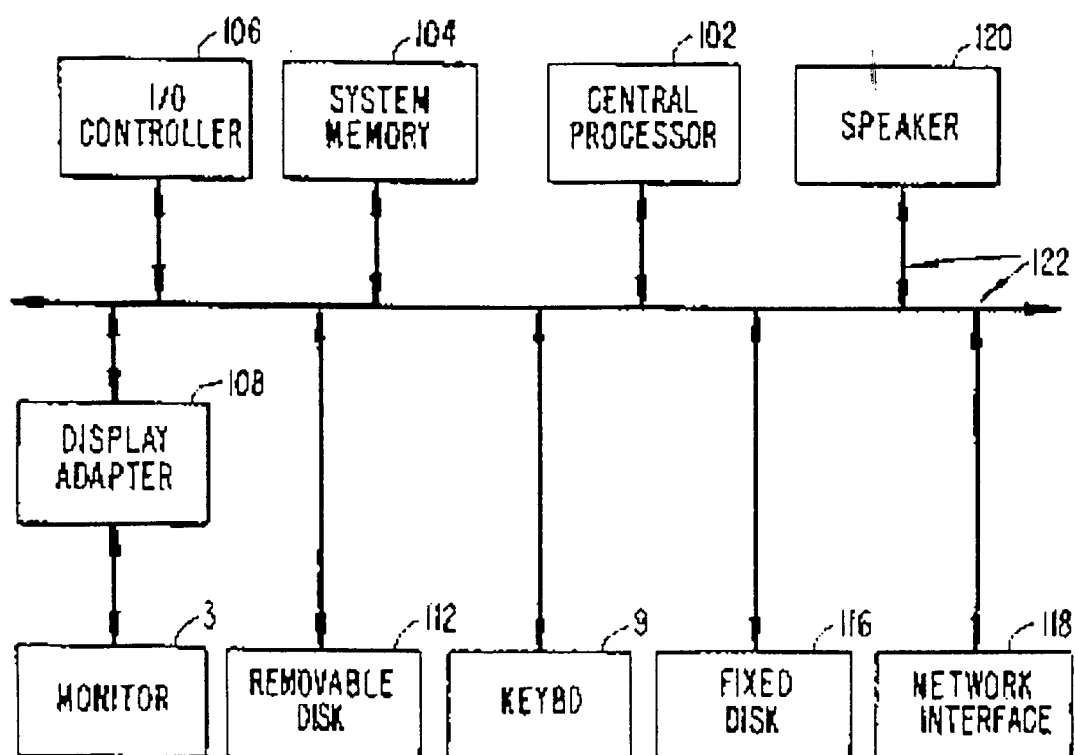 106
104
102
120
I/O
CONTROLLER
SYSTEM
MEMORY
CENTRAL
PROCESSOR
SPEAKER
122
108
DISPLAY
ADAPTER
3
112
9
116
118
MONITOR
REMOVABLE
DISK
KEYBD
FIXED
DISK
NETWORK
INTERFACE